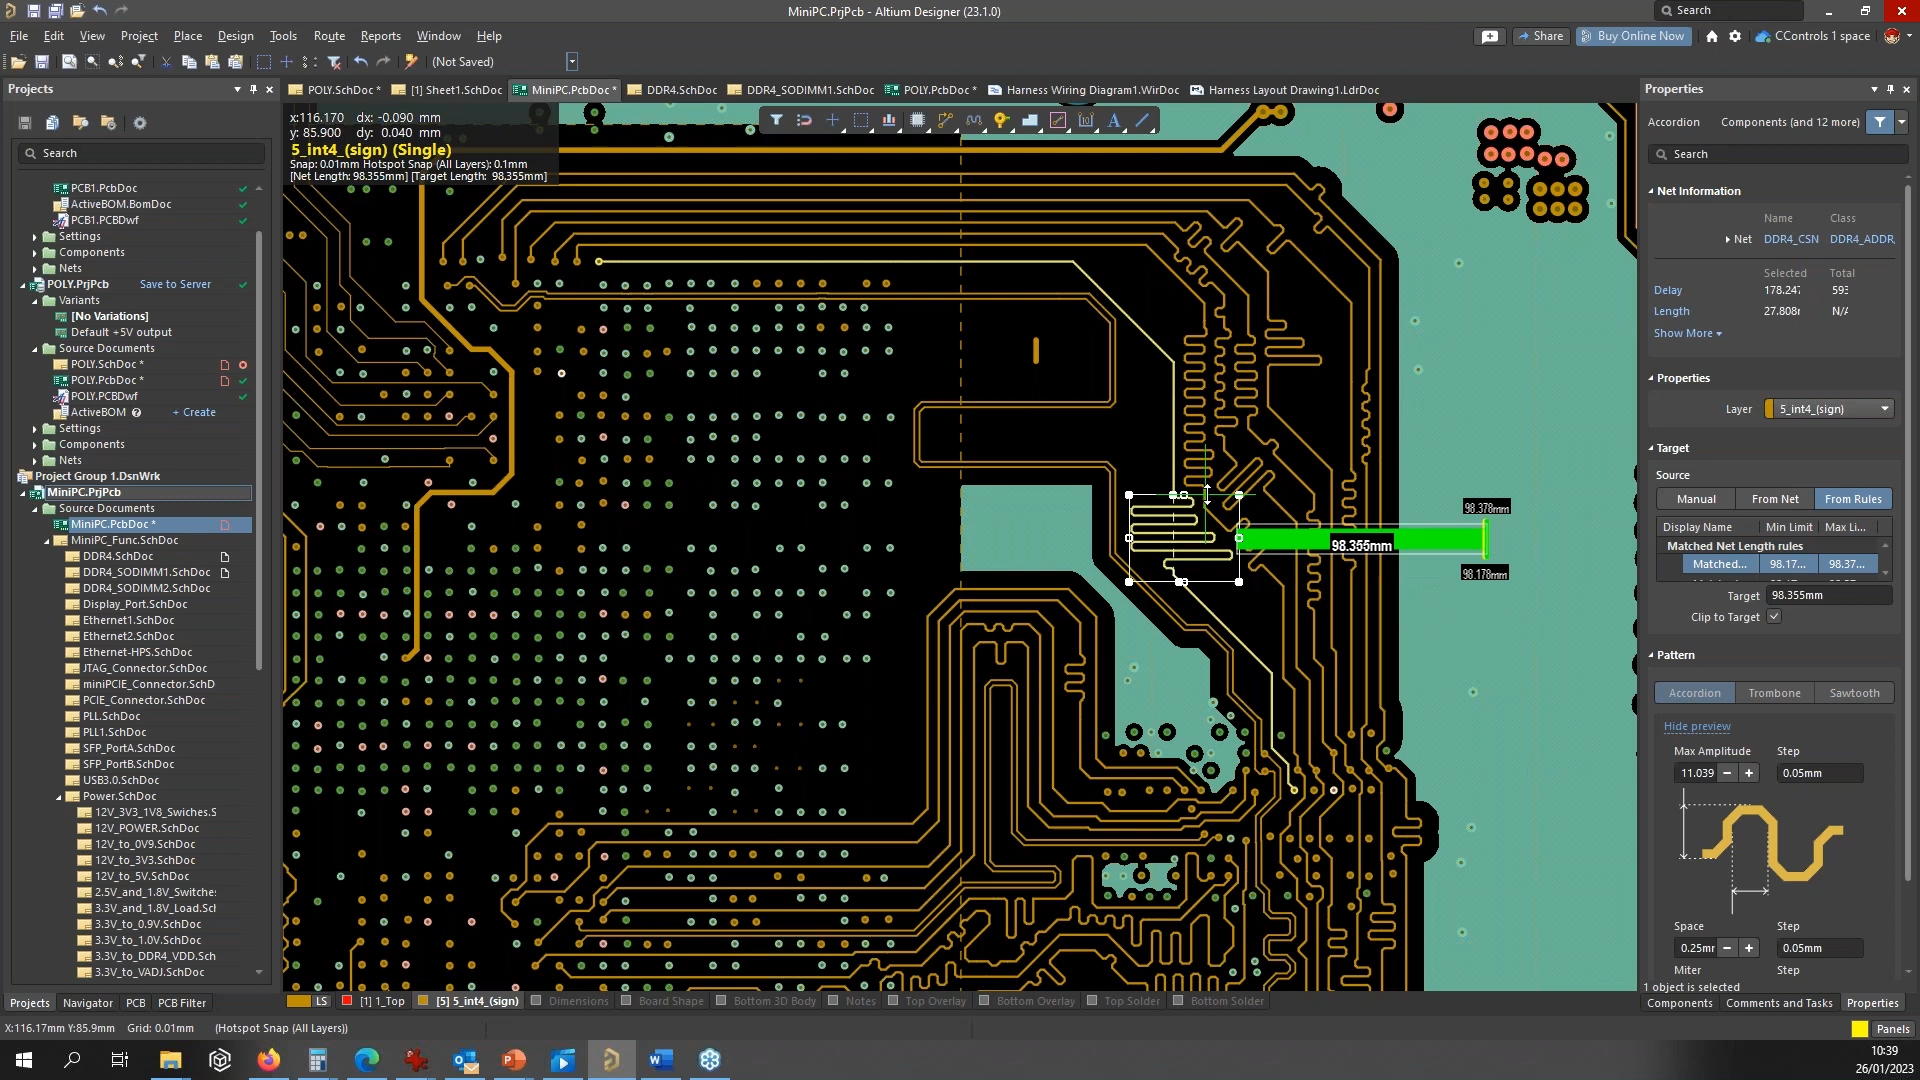 MiniPC.PrjPcb - Altium Designer (23.1.0)
Search
File Edit View Project Place Design Tools Route Reports Window Help
Share
Buy Online Now
CControls 1 space
(Not Saved)
Projects
POLY.SchDoc *
[1] Sheet1.SchDoc
MiniPC.PcbDoc *
DDR4.SchDoc
DDR4_SODIMM1.SchDoc
POLY.PcbDoc *
Harness Wiring Diagram1.WirDoc
Harness Layout Drawing1.LdrDoc
Properties
Search
PCB1.PcbDoc
ActiveBOM.BomDoc
PCB1.PCBDwf
Settings
Components
Nets
POLY.PrjPcb Save to Server
Variants
[No Variations]
Default +5V output
Source Documents
POLY.SchDoc *
POLY.PcbDoc *
POLY.PCBDwf
ActiveBOM + Create
Settings
Components
Nets
Project Group 1.DsnWrk
MiniPC.PrjPcb
Source Documents
MiniPC.PcbDoc *
MiniPC_Func.SchDoc
DDR4.SchDoc
DDR4_SODIMM1.SchDoc
DDR4_SODIMM2.SchDoc
Display_Port.SchDoc
Ethernet1.SchDoc
Ethernet2.SchDoc
Ethernet-HPS.SchDoc
JTAG_Connector.SchDoc
miniPCIE_Connector.SchD
PCIE_Connector.SchDoc
PLL.SchDoc
PLL1.SchDoc
SFP_PortA.SchDoc
SFP_PortB.SchDoc
USB3.0.SchDoc
Power.SchDoc
12V_3V3_1V8_Swiches.S
12V_POWER.SchDoc
12V_to_0V9.SchDoc
12V_to_3V3.SchDoc
12V_to_5V.SchDoc
2.5V_and_1.8V_Switches
3.3V_and_1.8V_Load.Sch
3.3V_to_0.9V.SchDoc
3.3V_to_1.0V.SchDoc
3.3V_to_DDR4_VDD.Sch
3.3V_to_VADJ.SchDoc
Projects Navigator PCB PCB Filter
x:116.170 dx: -0.090 mm
y: 85.900 dy: 0.040 mm
5_int4_(sign) (Single)
Snap: 0.01mm Hotspot Snap (All Layers): 0.1mm
[Net Length: 98.355mm] [Target Length: 98.355mm]
98.378mm
98.355mm
98.178mm
Accordion Components (and 12 more)
Search
Net Information
Name Class
Net DDR4_CSN DDR4_ADDR_
Selected Total
Delay 178.247 593
Length 27.808m N/A
Show More
Properties
Layer 5_int4_(sign)
Target
Source
Manual From Net From Rules
Display Name Min Limit Max Li...
Matched Net Length rules
Matched... 98.17... 98.37...
Target 98.355mm
Clip to Target
Pattern
Accordion Trombone Sawtooth
Hide preview
Max Amplitude Step
11.039 0.05mm
Space Step
0.25mr 0.05mm
Miter Step
1 object is selected
Components Comments and Tasks Properties
LS [1] 1_Top [5] 5_int4_(sign) Dimensions Board Shape Bottom 3D Body Notes Top Overlay Bottom Overlay Top Solder Bottom Solder
X:116.17mm Y:85.9mm Grid: 0.01mm (Hotspot Snap (All Layers))
Panels
10:39
26/01/2023